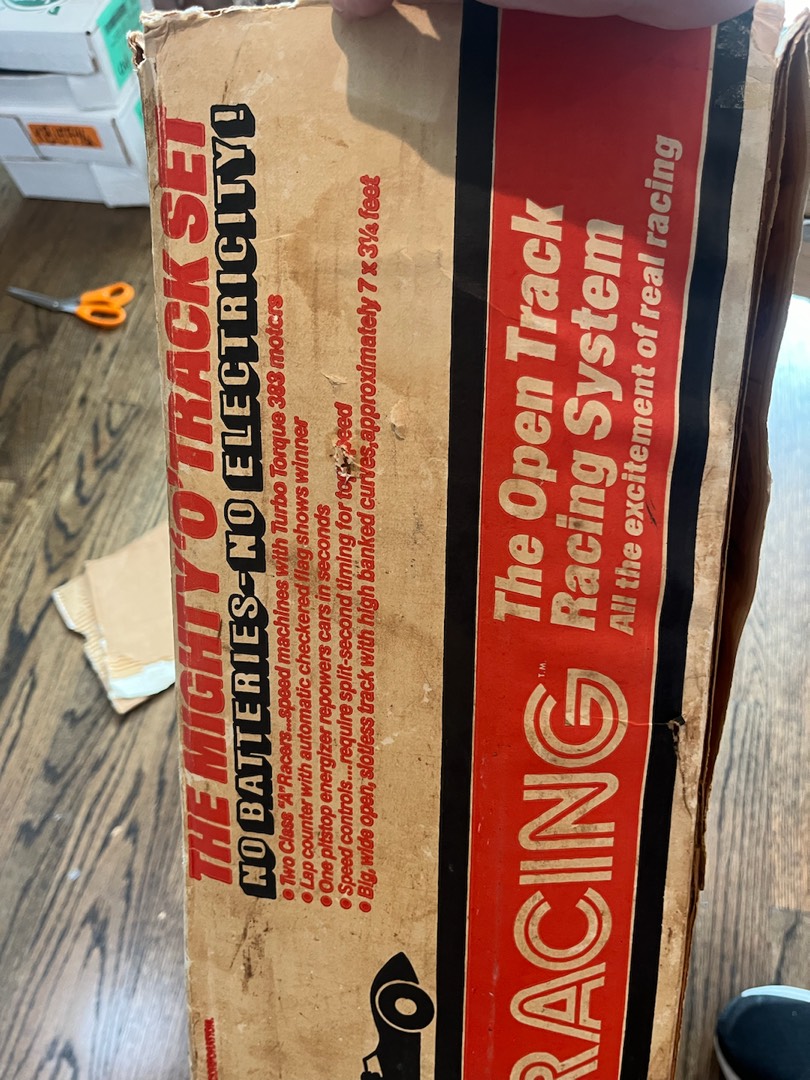 THE MIGHTY 'O' TRACK SET
NO BATTERIES-NO ELECTRICITY!
• Two Class "A" Racers...speed machines with Turbo Torque 383 motors
• Lap counter with automatic checkered flag shows winner
• One pitstop energizer repowers cars in seconds
• Speed controls...require split-second timing for top speed
• Big, wide open, slotless track with high banked curves, approximately 7 x 3¼ feet
RACING T.M.
The Open Track
Racing System
All the excitement of real racing